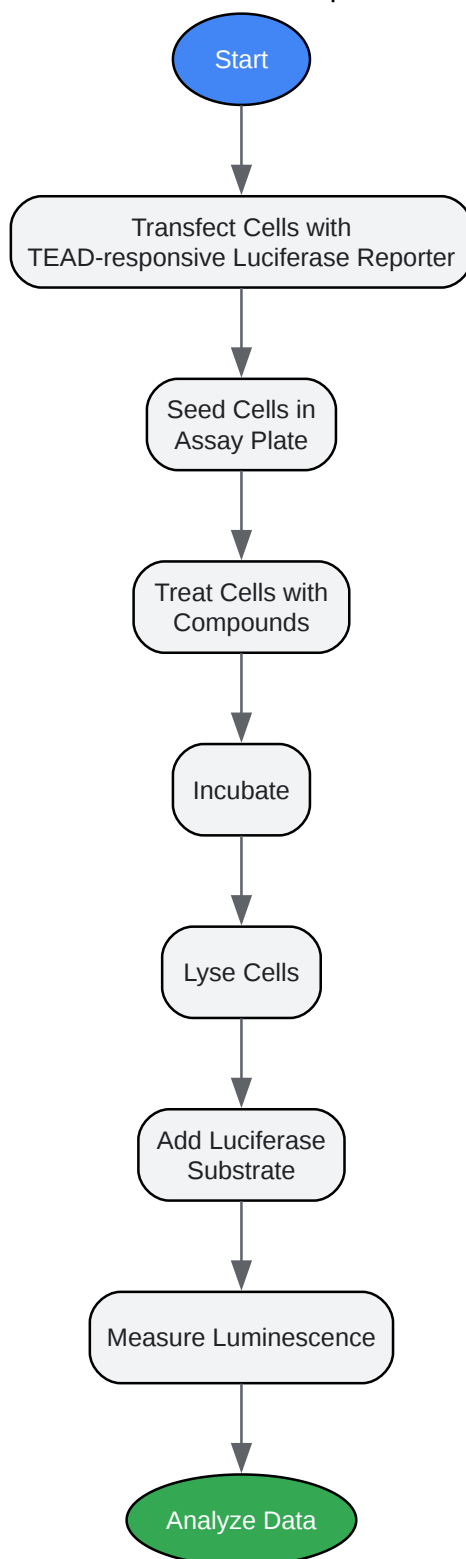 Start
Transfect Cells with
TEAD-responsive Luciferase Reporter
Seed Cells in
Assay Plate
Treat Cells with
Compounds
Incubate
Lyse Cells
Add Luciferase
Substrate
Measure Luminescence
Analyze Data